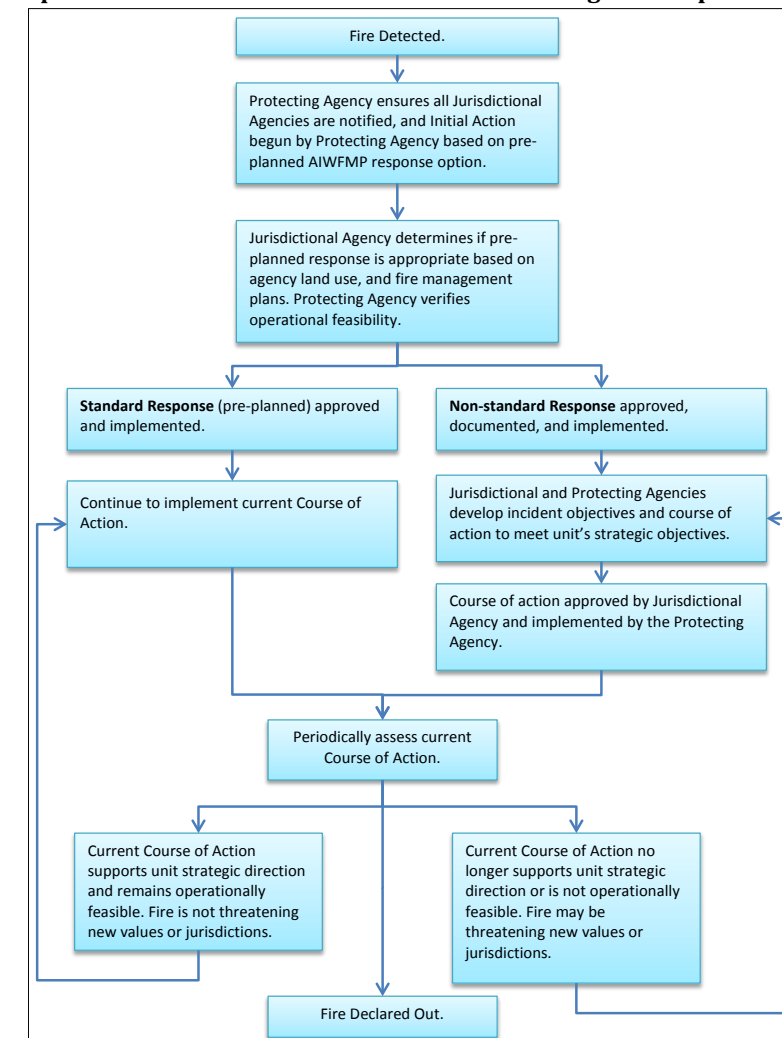 Fire Detected.
Protecting Agency ensures all Jurisdictional
Agencies are notified, and Initial Action
begun by Protecting Agency based on pre-
planned AIWFMP response option.
Jurisdictional Agency determines if pre-
planned response is appropriate based on
agency land use, and fire management
plans. Protecting Agency verifies
operational feasibility.
Standard Response (pre-planned) approved
and implemented.
Non-standard Response approved,
documented, and implemented.
Continue to implement current Course of
Action.
Jurisdictional and Protecting Agencies
develop incident objectives and course of
action to meet unit’s strategic objectives.
Course of action approved by Jurisdictional
Agency and implemented by the Protecting
Agency.
Periodically assess current
Course of Action.
Current Course of Action
supports unit strategic direction
and remains operationally
feasible. Fire is not threatening
new values or jurisdictions.
Current Course of Action no
longer supports unit strategic
direction or is not operationally
feasible. Fire may be
threatening new values or
jurisdictions.
Fire Declared Out.